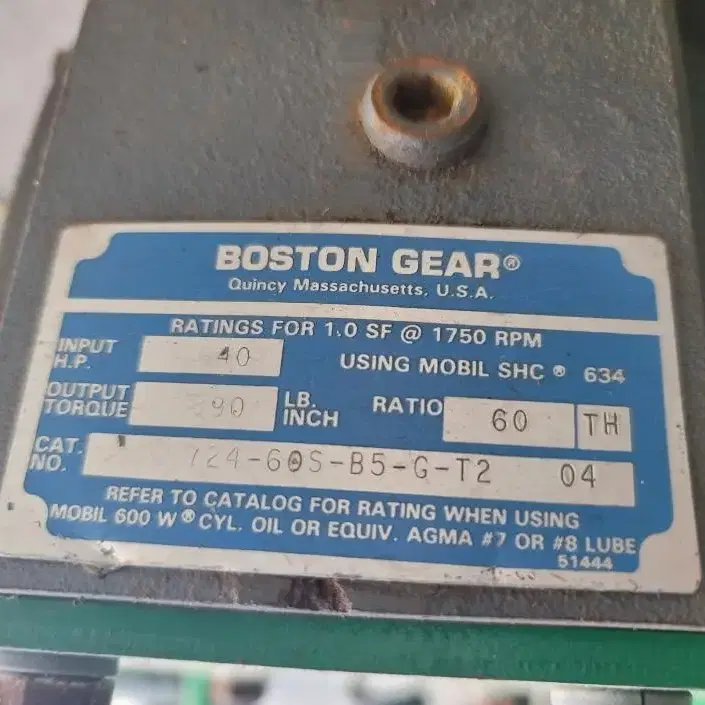 BOSTON GEAR®
Quincy Massachusetts, U.S.A.
RATINGS FOR 1.0 SF @ 1750 RPM
INPUT H.P. 40 USING MOBIL SHC ® 634
OUTPUT TORQUE 90 LB. INCH RATIO 60 TH
CAT. NO. 724-60S-B5-G-T2 04
REFER TO CATALOG FOR RATING WHEN USING
MOBIL 600 W ® CYL. OIL OR EQUIV. AGMA #7 OR #8 LUBE
51444